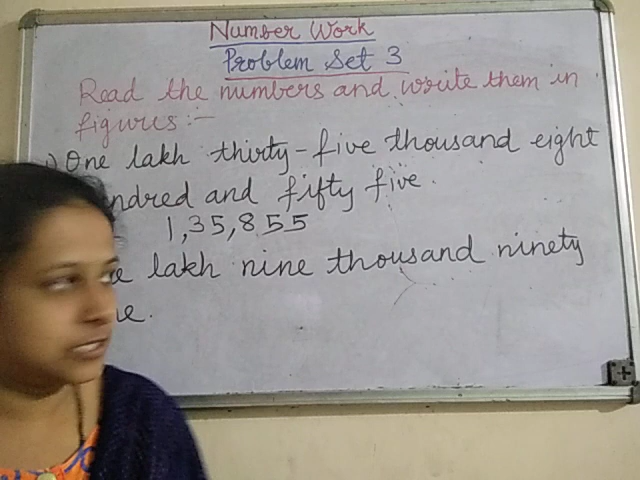 Number Work
Problem Set 3
Read the numbers and write them in
figures:-
One lakh thirty-five thousand eight
and fifty five.
1,35,855
lakh nine thousand ninety